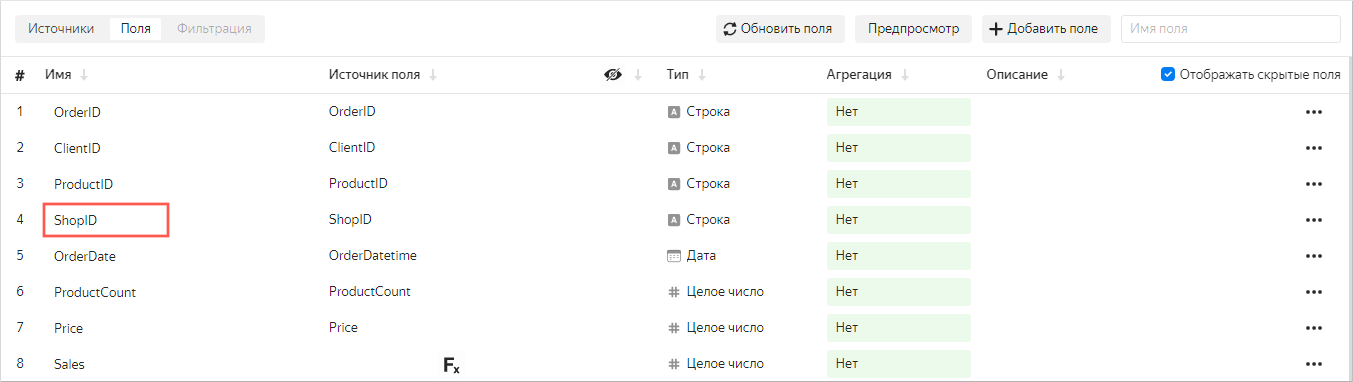 Источники Поля Фильтрация Обновить поля Предпросмотр Добавить поле Имя поля
# Имя Источник поля Тип Агрегация Описание Отображать скрытые поля
1 OrderID OrderID A Строка Нет
2 ClientID ClientID A Строка Нет
3 ProductID ProductID A Строка Нет
4 ShopID ShopID A Строка Нет
5 OrderDate OrderDatetime Дата Нет
6 ProductCount ProductCount # Целое число Нет
7 Price Price # Целое число Нет
8 Sales Fx # Целое число Нет